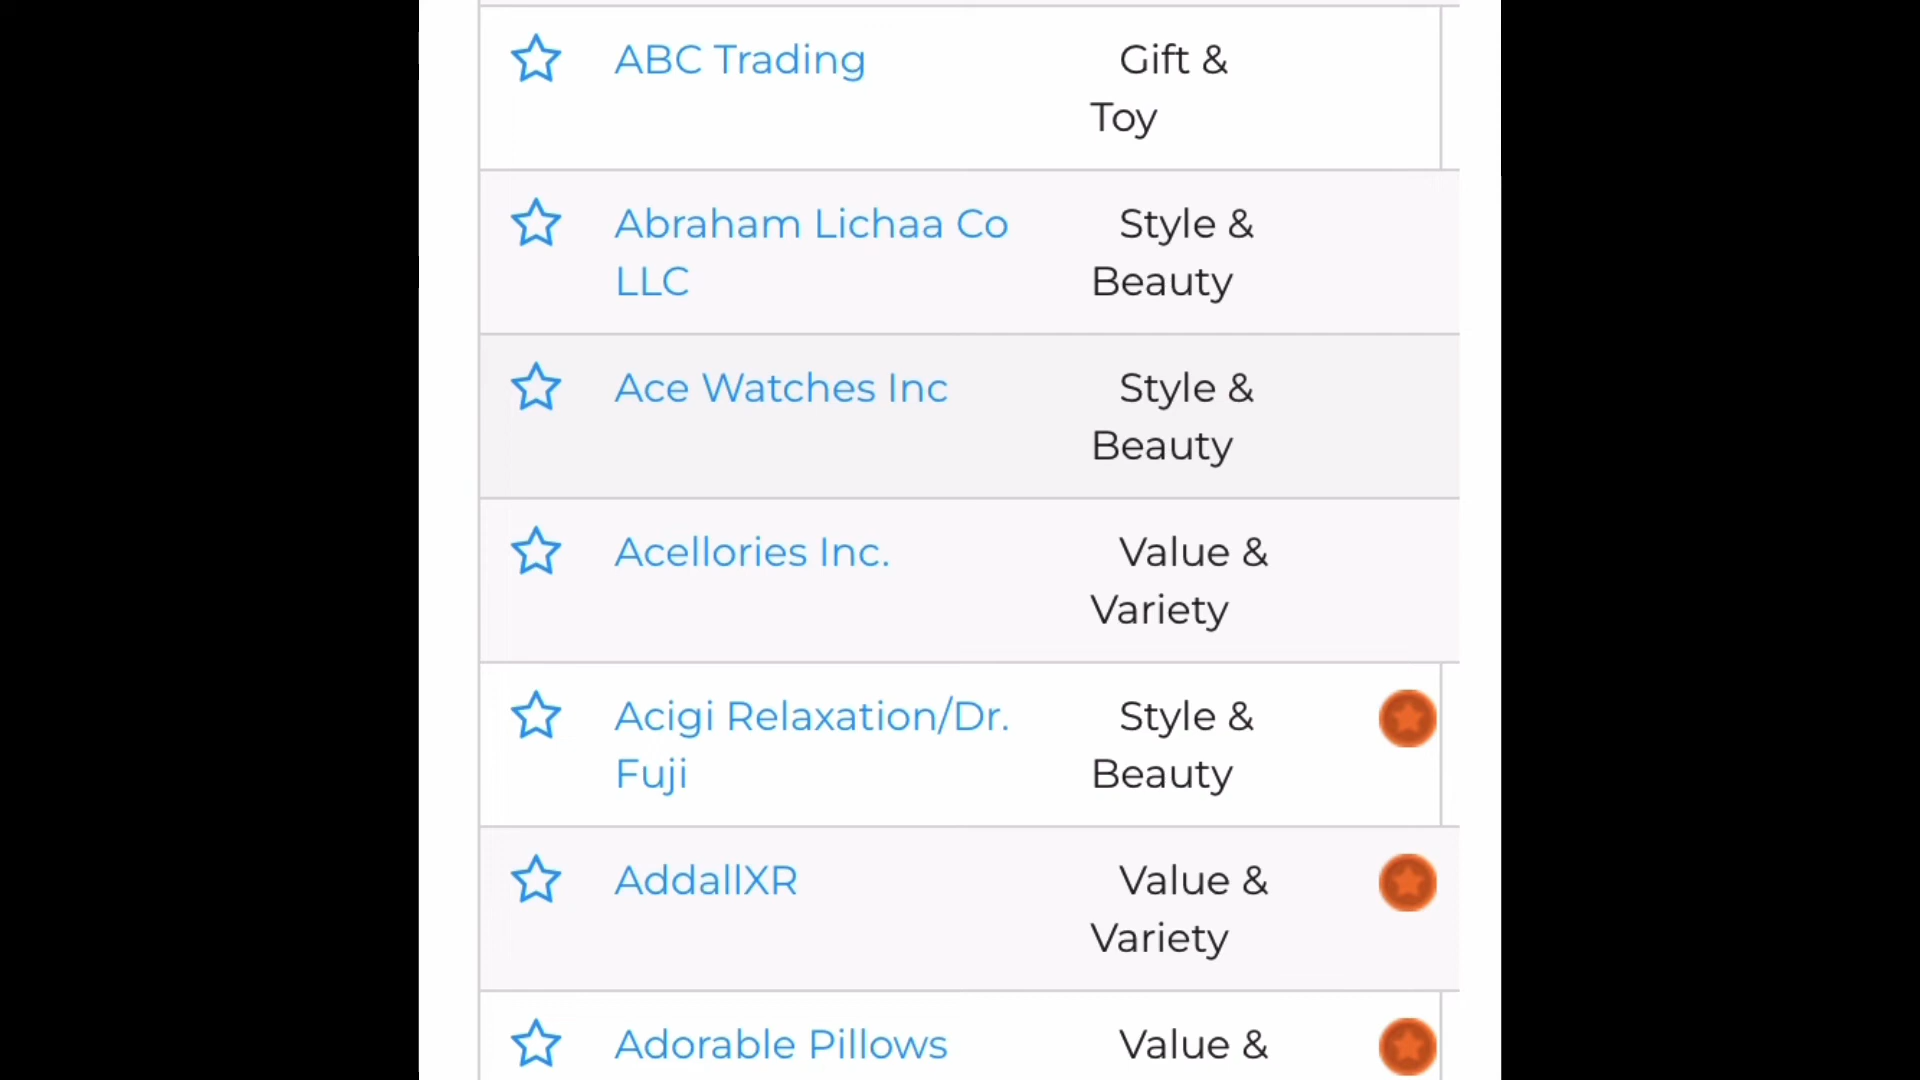 ABC Trading Gift &
Toy
Abraham Lichaa Co Style &
LLC Beauty
Ace Watches Inc Style &
Beauty
Acellories Inc. Value &
Variety
Acigi Relaxation/Dr. Style &
Fuji Beauty
AddallXR Value &
Variety
Adorable Pillows Value &